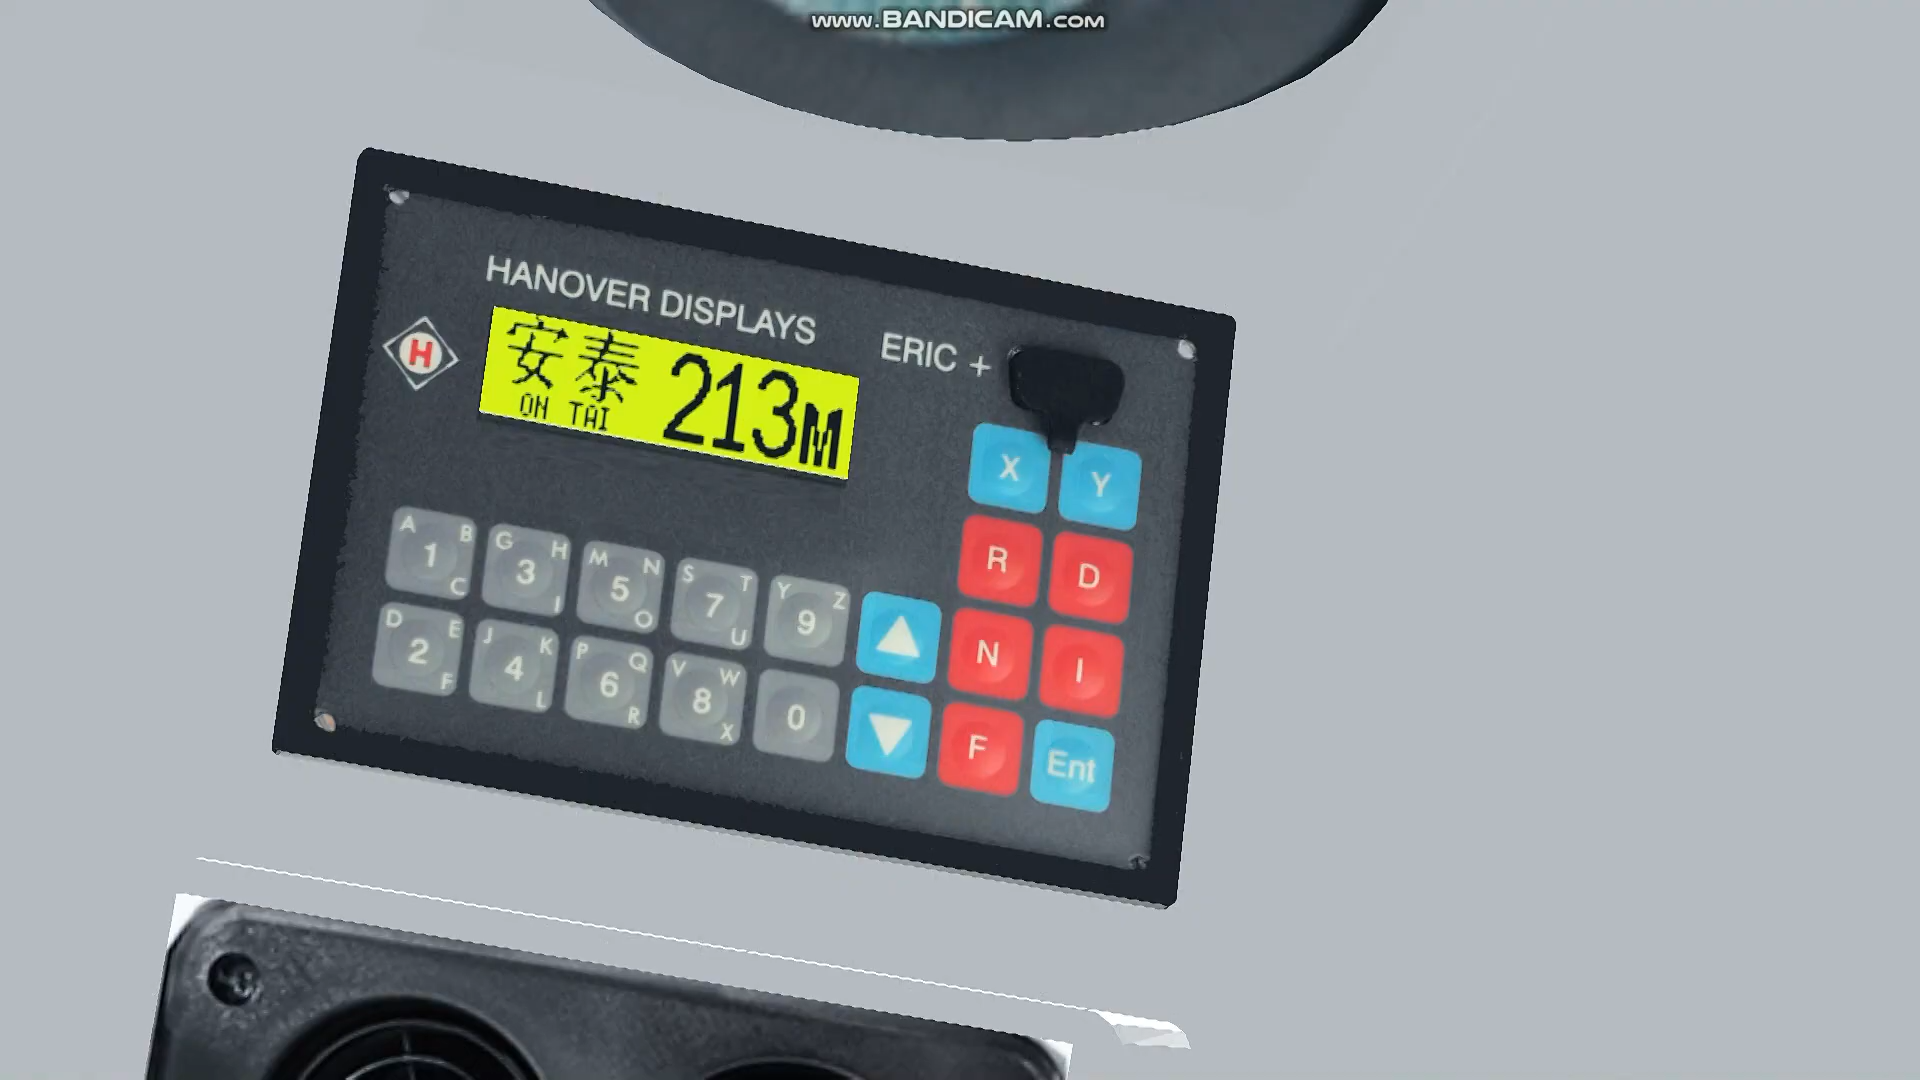 www.BANDICAM.com
HANOVER DISPLAYS
ERIC +
H
安泰 213M
ON TAI
X Y
A B 1 C
G H 3 I
M N 5 O
S T 7 U
Y Z 9
R D
D E 2 F
J K 4 L
P Q 6 R
V W 8 X
0
N I
F Ent